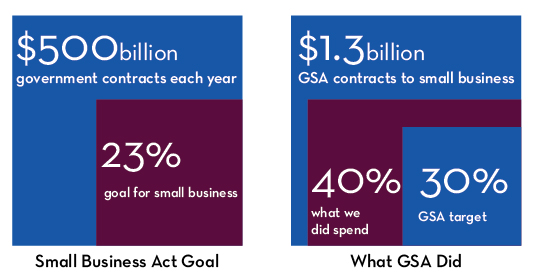 $500billion
government contracts each year
23%
goal for small business
Small Business Act Goal
$1.3billion
GSA contracts to small business
40%
what we
did spend
30%
GSA target
What GSA Did